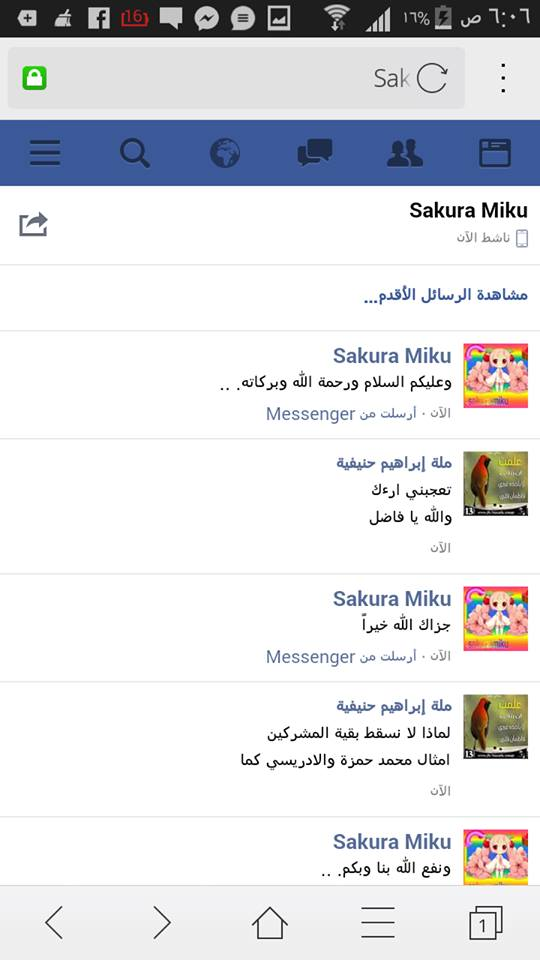 ٦:٠٦ ص
١٦%
16
Sak
Sakura Miku
ناشط الآن
مشاهدة الرسائل الأقدم...
Sakura Miku
وعليكم السلام ورحمة الله وبركاته. ..
الآن · أرسلت من Messenger
ملة إبراهيم حنيفية
تعجبني ارءك
والله يا فاضل
الآن
Sakura Miku
جزاك الله خيراً
الآن · أرسلت من Messenger
ملة إبراهيم حنيفية
لماذا لا نسقط بقية المشركين
امثال محمد حمزة والادريسي كما
الآن
Sakura Miku
ونفع الله بنا وبكم. ..
1